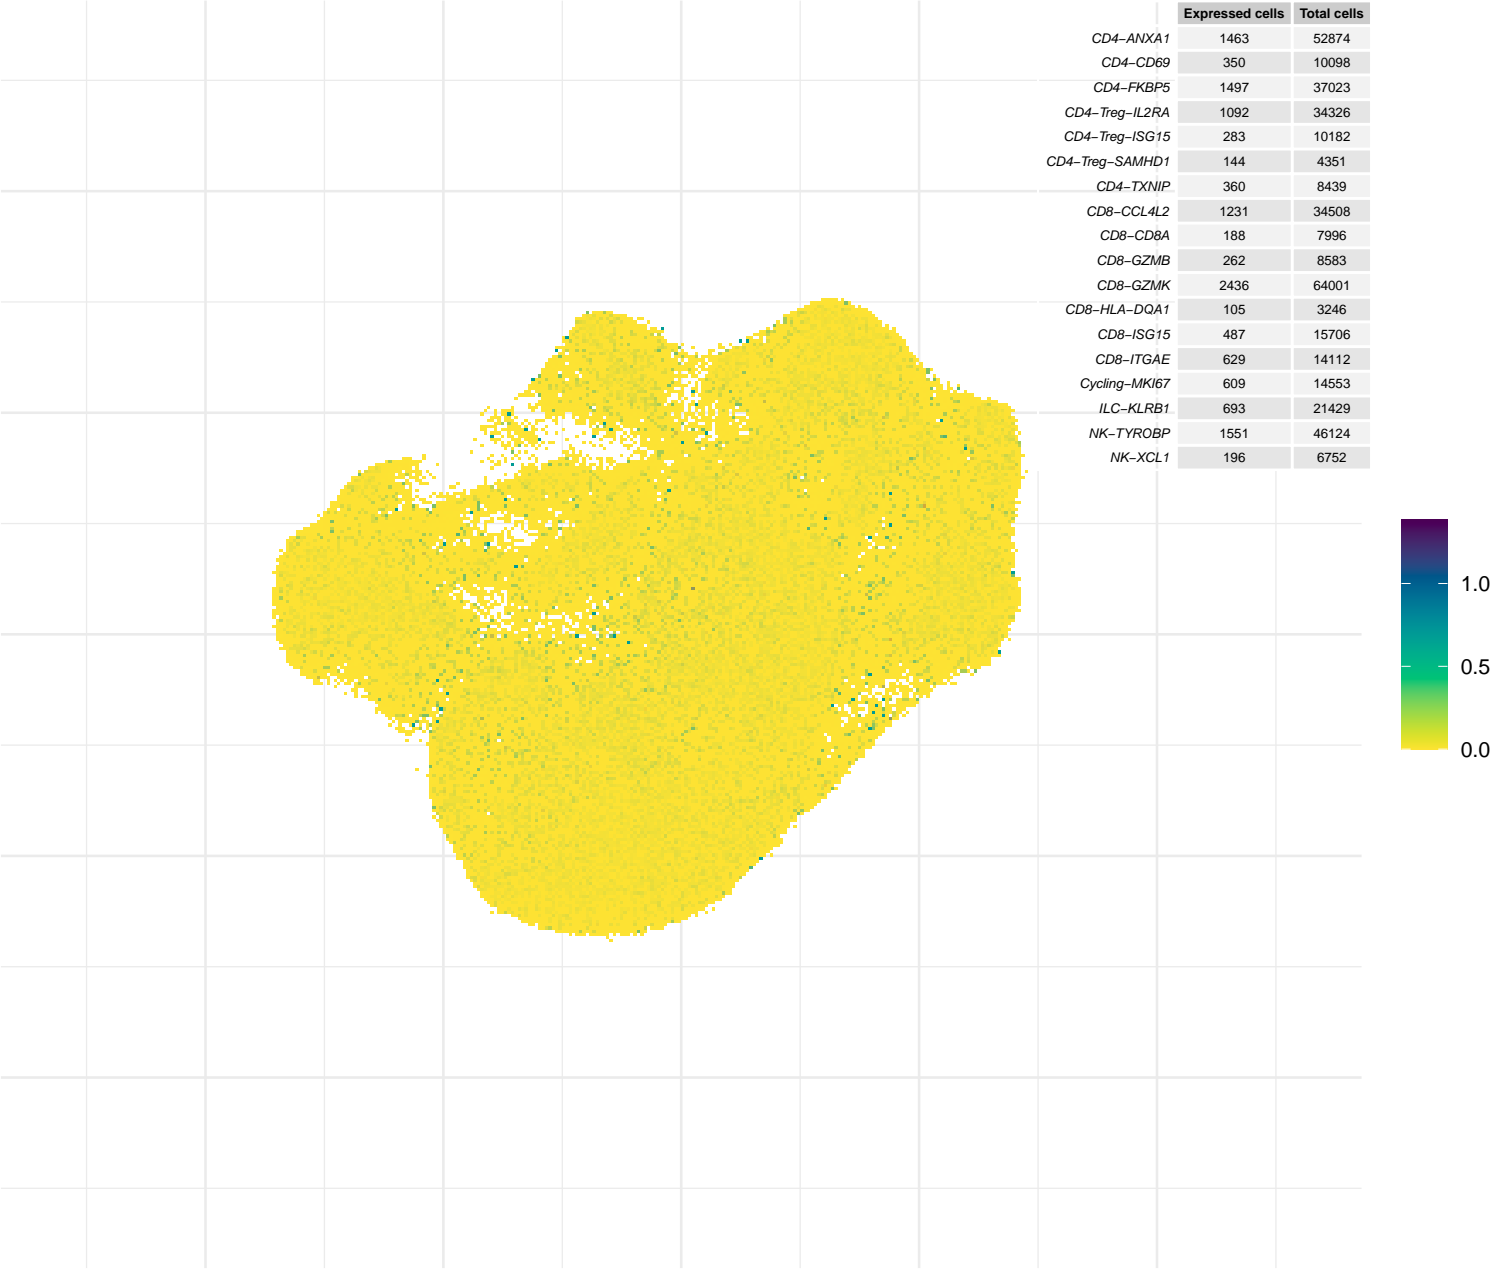 Expressed cells Total cells
CD4−ANXA1 1463 52874
CD4−CD69 350 10098
CD4−FKBP5 1497 37023
CD4−Treg−IL2RA 1092 34326
CD4−Treg−ISG15 283 10182
CD4−Treg−SAMHD1 144 4351
CD4−TXNIP 360 8439
CD8−CCL4L2 1231 34508
CD8−CD8A 188 7996
CD8−GZMB 262 8583
CD8−GZMK 2436 64001
CD8−HLA−DQA1 105 3246
CD8−ISG15 487 15706
CD8−ITGAE 629 14112
Cycling−MKI67 609 14553
ILC−KLRB1 693 21429
NK−TYROBP 1551 46124
NK−XCL1 196 6752
1.0
0.5
0.0